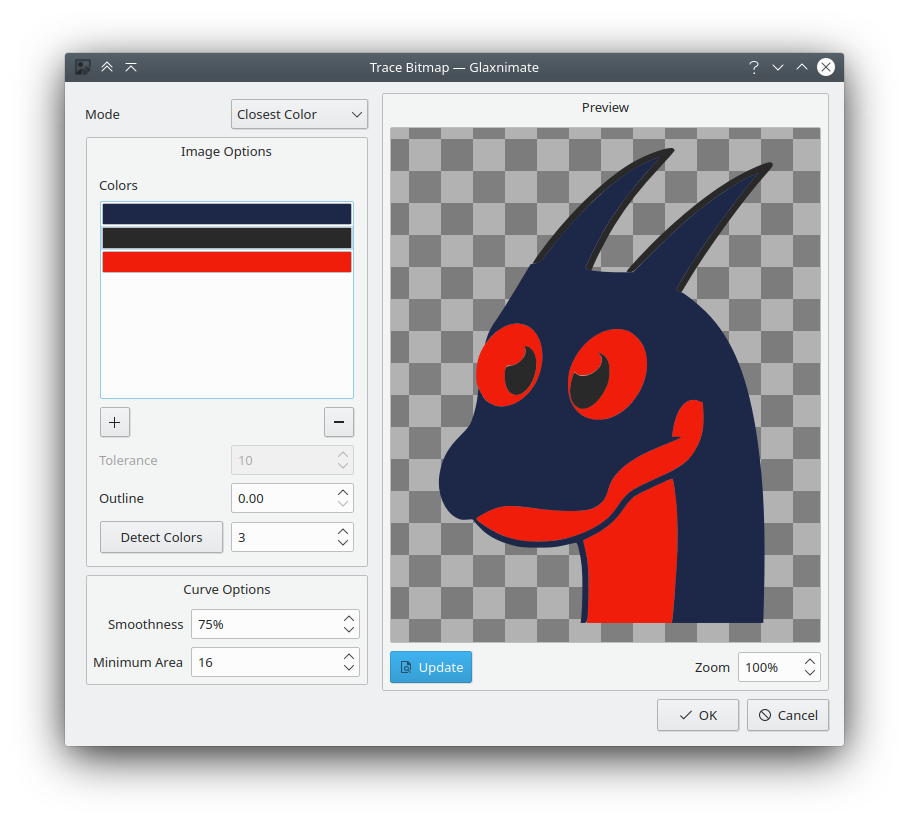 Trace Bitmap — Glaxnimate
Mode
Closest Color
Image Options
Colors
Tolerance
10
Outline
0.00
Detect Colors
3
Curve Options
Smoothness
75%
Minimum Area
16
Preview
Update
Zoom
100%
OK
Cancel